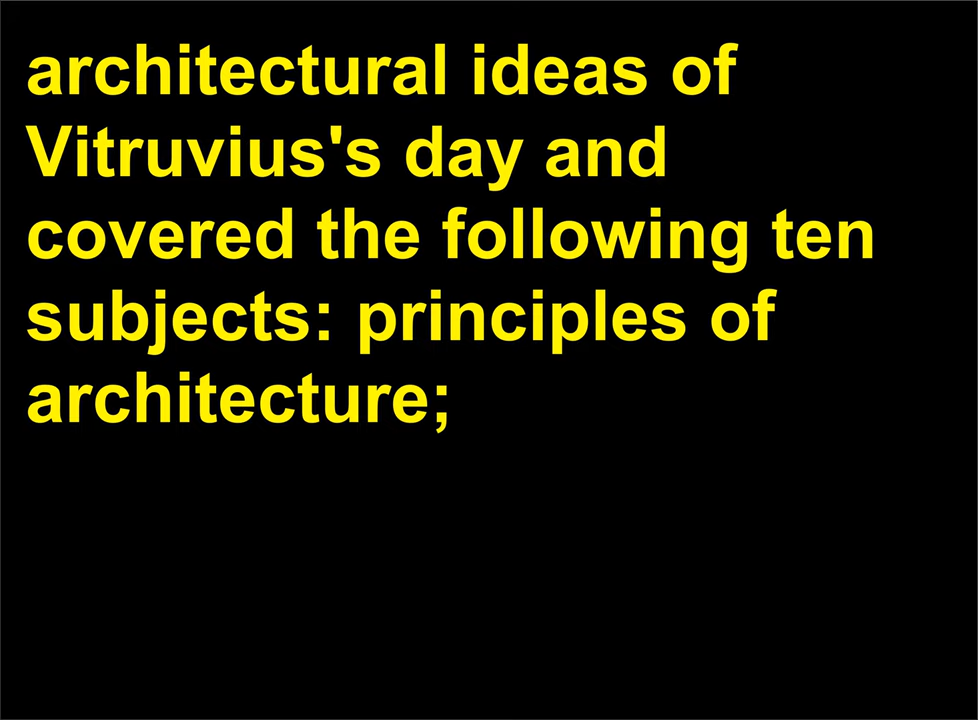 architectural ideas of
Vitruvius's day and
covered the following ten
subjects: principles of
architecture;